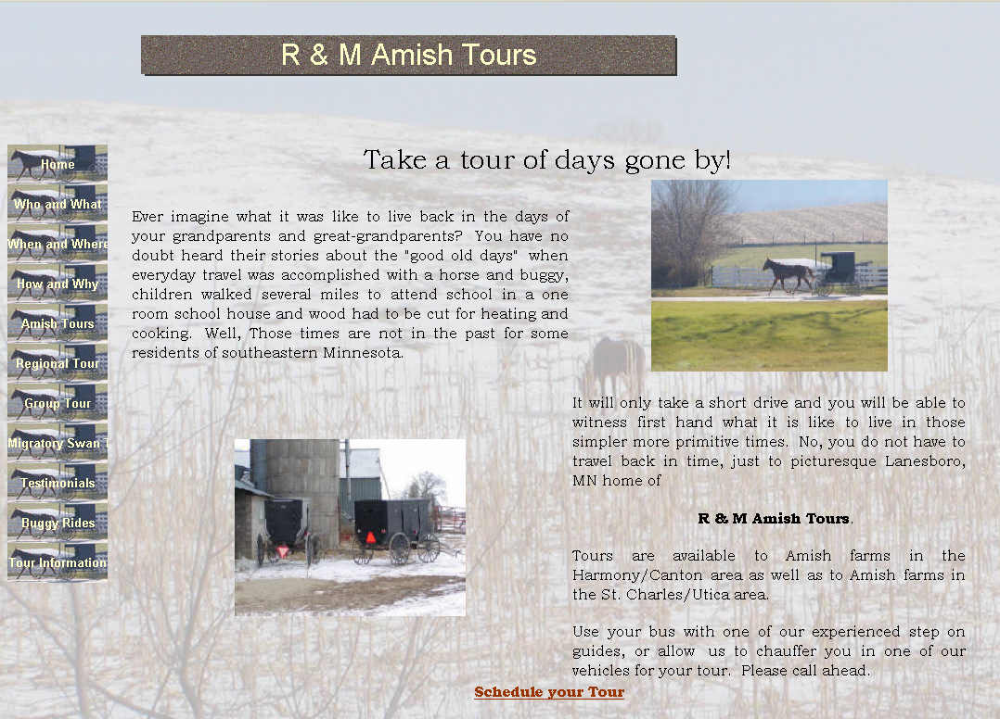 R & M Amish Tours
Home
Who and What
When and Where
How and Why
Amish Tours
Regional Tour
Group Tour
Migratory Swan T
Testimonials
Buggy Rides
Tour Information
Take a tour of days gone by!
Ever imagine what it was like to live back in the days of
your grandparents and great-grandparents? You have no
doubt heard their stories about the "good old days" when
everyday travel was accomplished with a horse and buggy,
children walked several miles to attend school in a one
room school house and wood had to be cut for heating and
cooking. Well, Those times are not in the past for some
residents of southeastern Minnesota.
It will only take a short drive and you will be able to
witness first hand what it is like to live in those
simpler more primitive times. No, you do not have to
travel back in time, just to picturesque Lanesboro,
MN home of
R & M Amish Tours.
Tours are available to Amish farms in the
Harmony/Canton area as well as to Amish farms in
the St. Charles/Utica area.
Use your bus with one of our experienced step on
guides, or allow us to chauffer you in one of our
vehicles for your tour. Please call ahead.
Schedule your Tour